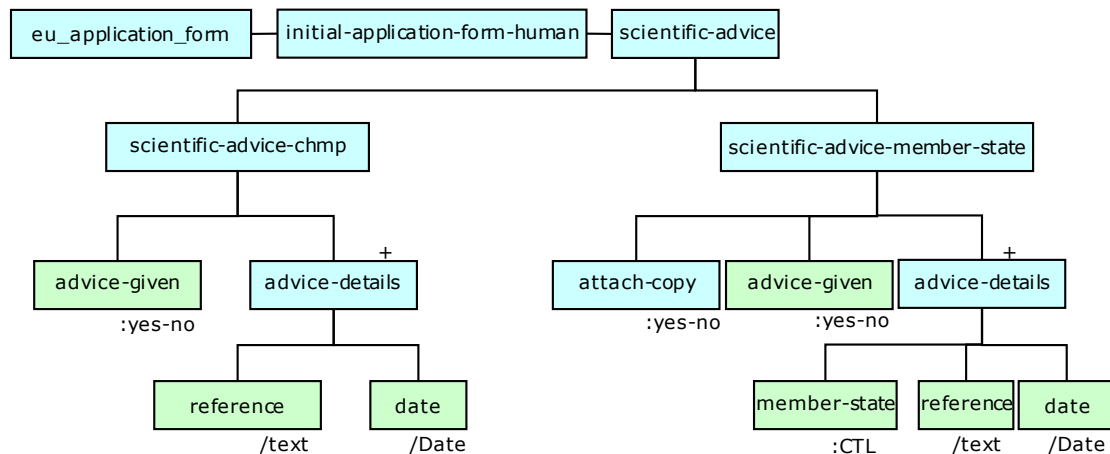 eu_application_form
initial-application-form-human
scientific-advice
scientific-advice-chmp
scientific-advice-member-state
+
+
advice-given
advice-details
attach-copy
advice-given
advice-details
:yes-no
:yes-no
:yes-no
reference
date
member-state
reference
date
/text
/Date
:CTL
/text
/Date